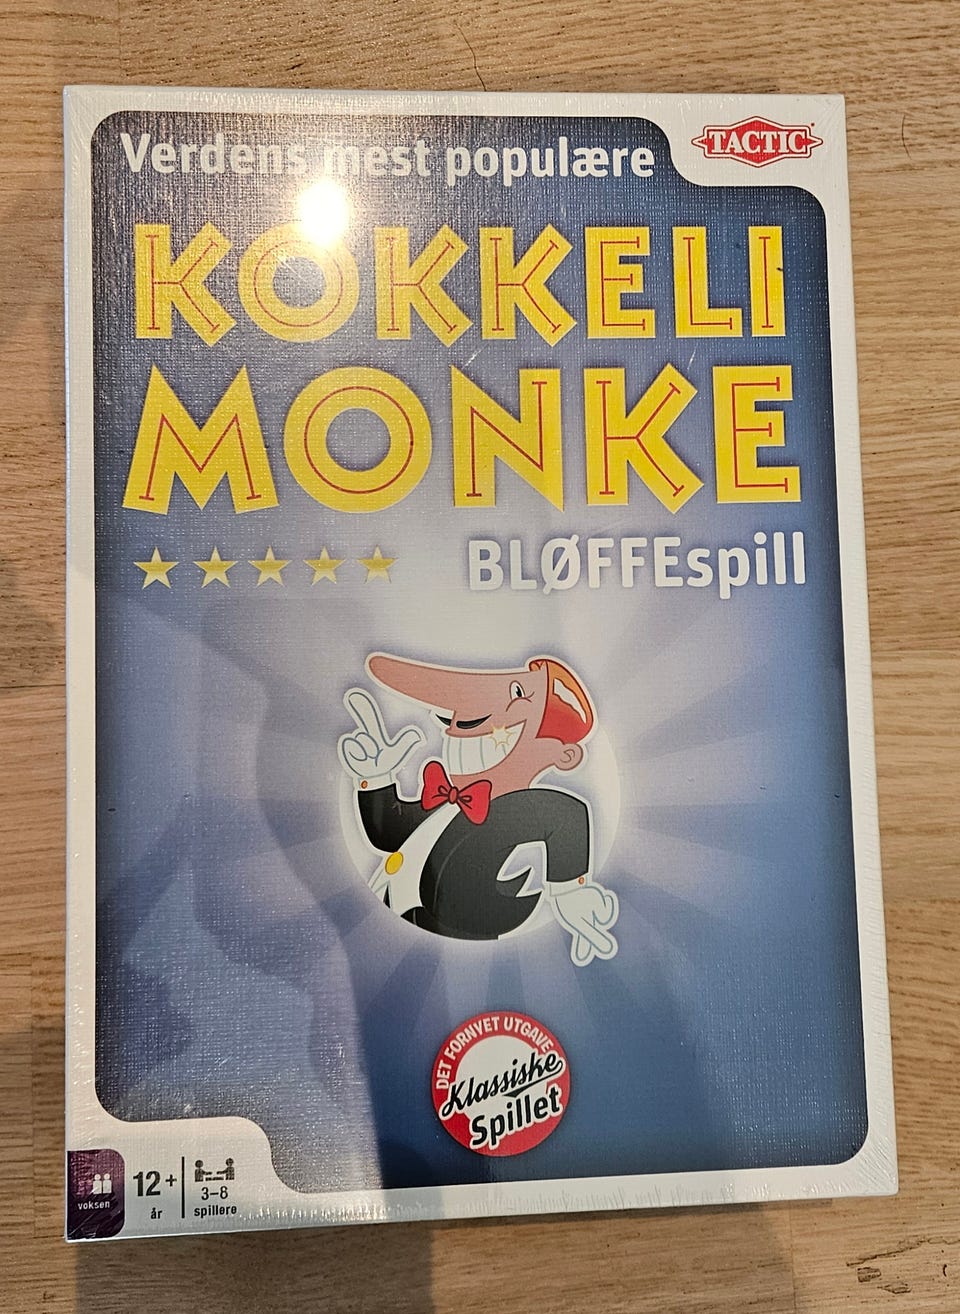 Verdens mest populære
TACTIC
KOKKELI
MONKE
BLØFFEspill
DET FORNYET UTGAVE
Klassiske
Spillet
voksen
12+
år
3-8
spillere